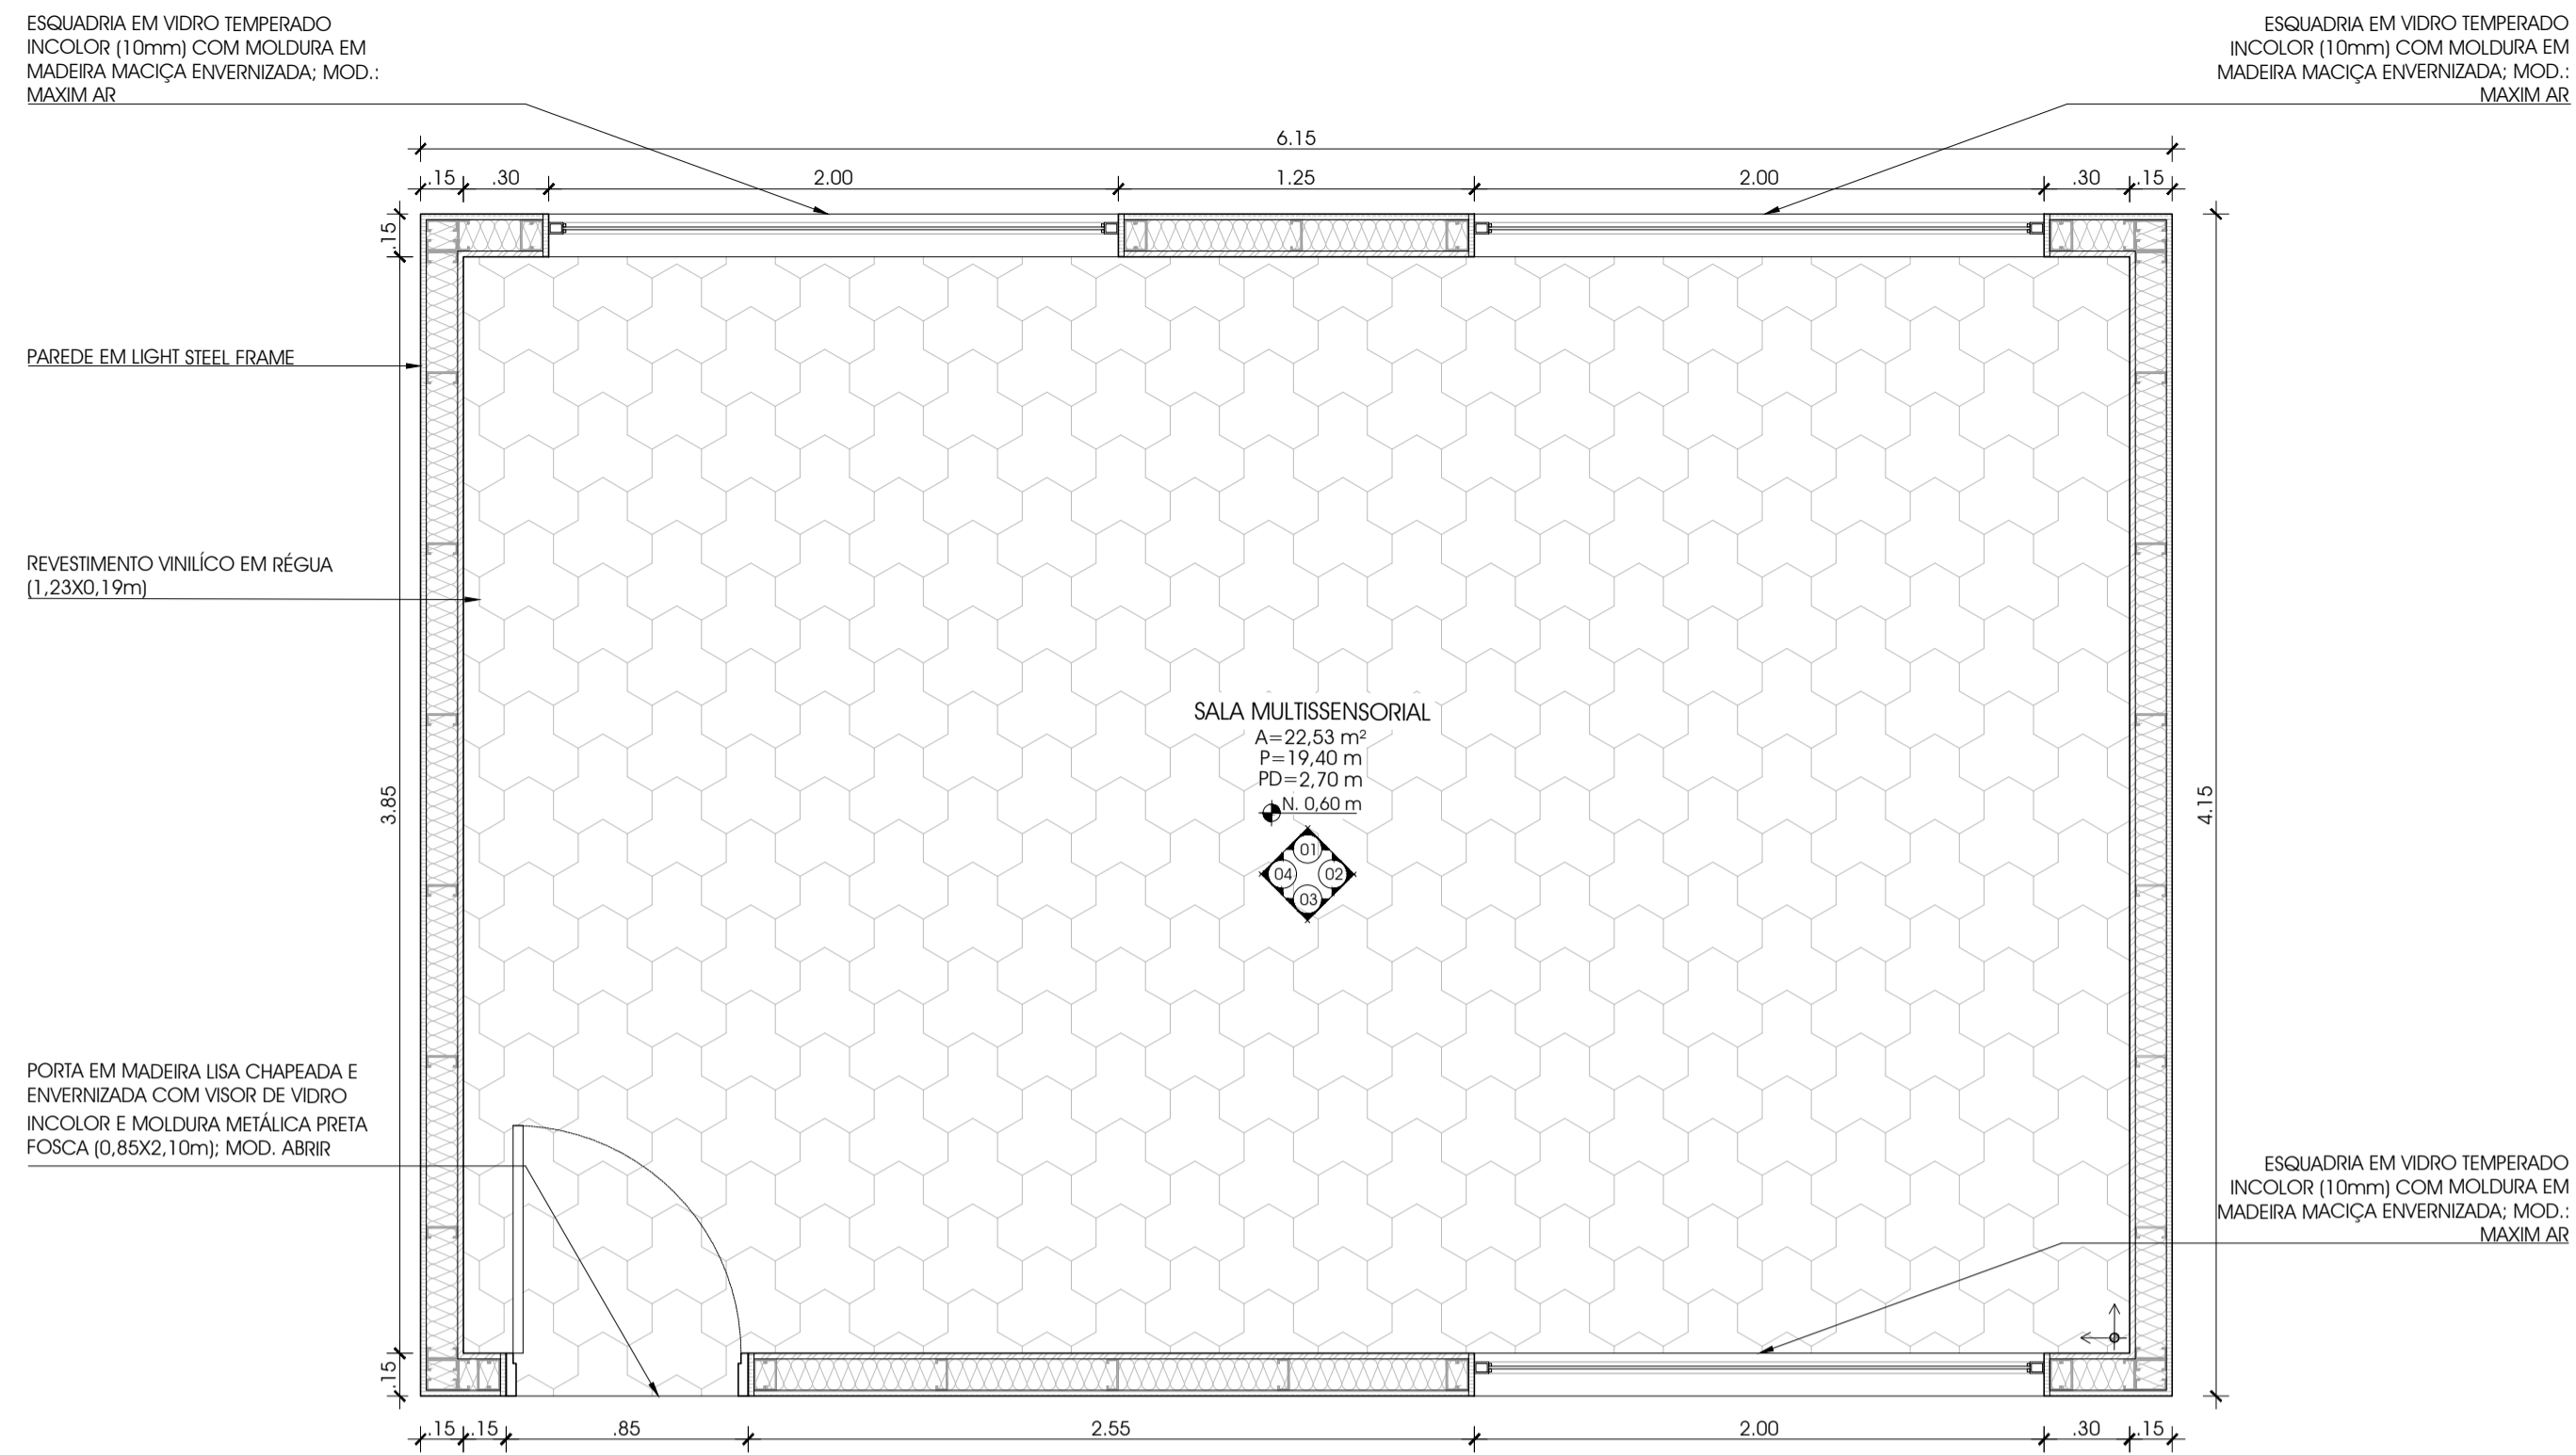 ESQUADRIA EM VIDRO TEMPERADO
INCOLOR (10mm) COM MOLDURA EM
MADEIRA MACIÇA ENVERNIZADA; MOD.:
MAXIM AR
ESQUADRIA EM VIDRO TEMPERADO
INCOLOR (10mm) COM MOLDURA EM
MADEIRA MACIÇA ENVERNIZADA; MOD.:
MAXIM AR
6.15
.15 .30 2.00 1.25 2.00 .30 .15
.15
PAREDE EM LIGHT STEEL FRAME
REVESTIMENTO VINILÍCO EM RÉGUA
(1,23X0,19m)
SALA MULTISSENSORIAL
A=22,53 m²
P=19,40 m
PD=2,70 m
N. 0,60 m
3.85
4.15
01
04 02
03
PORTA EM MADEIRA LISA CHAPEADA E
ENVERNIZADA COM VISOR DE VIDRO
INCOLOR E MOLDURA METÁLICA PRETA
FOSCA (0,85X2,10m); MOD. ABRIR
ESQUADRIA EM VIDRO TEMPERADO
INCOLOR (10mm) COM MOLDURA EM
MADEIRA MACIÇA ENVERNIZADA; MOD.:
MAXIM AR
.15
.15 .15 .85 2.55 2.00 .30 .15